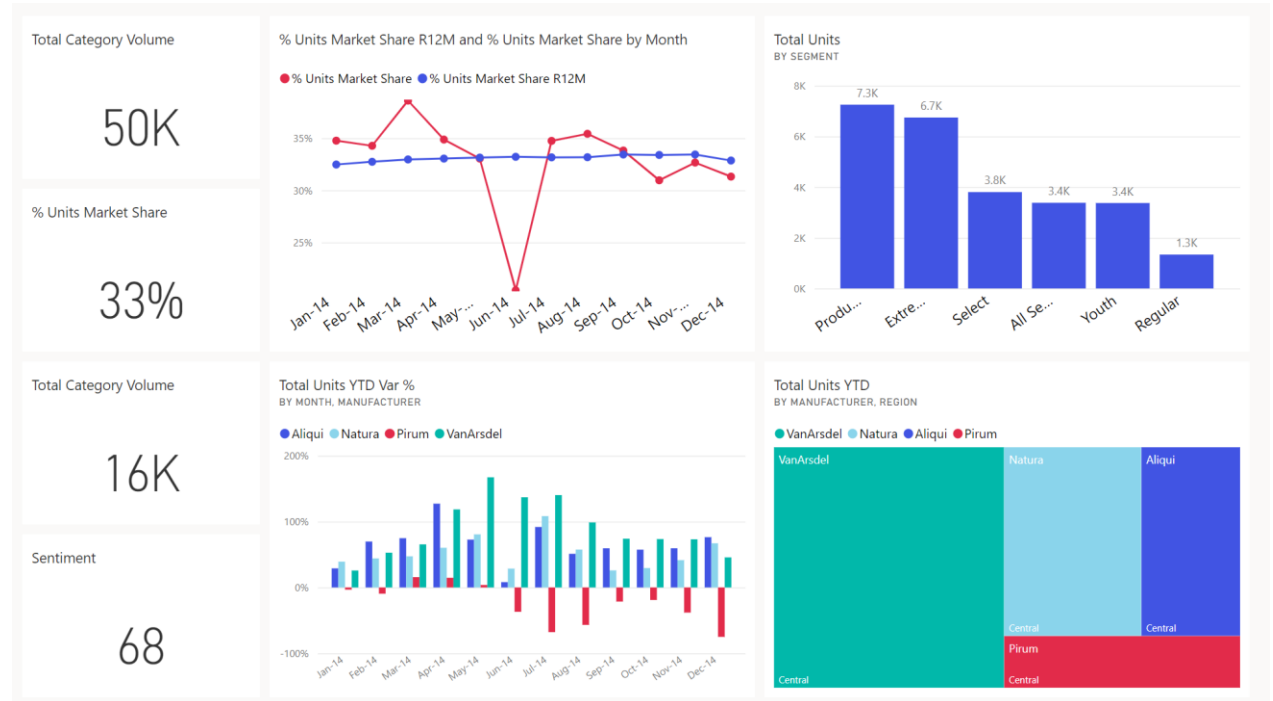 Total Category Volume
50K
% Units Market Share
33%
Total Category Volume
16K
Sentiment
68
% Units Market Share R12M and % Units Market Share by Month
% Units Market Share % Units Market Share R12M
35%
30%
25%
Jan-14 Feb-14 Mar-14 Apr-14 May-... Jun-14 Jul-14 Aug-14 Sep-14 Oct-14 Nov-... Dec-14
Total Units YTD Var %
BY MONTH, MANUFACTURER
Aliqui Natura Pirum VanArsdel
200%
100%
0%
-100%
Jan-14 Feb-14 Mar-14 Apr-14 May-14 Jun-14 Jul-14 Aug-14 Sep-14 Oct-14 Nov-14 Dec-14
Total Units
BY SEGMENT
8K
6K
4K
2K
0K
7.3K
6.7K
3.8K
3.4K
3.4K
1.3K
Produ... Extre... Select All Se... Youth Regular
Total Units YTD
BY MANUFACTURER, REGION
VanArsdel Natura Aliqui Pirum
VanArsdel
Central
Natura
Central
Aliqui
Central
Pirum
Central